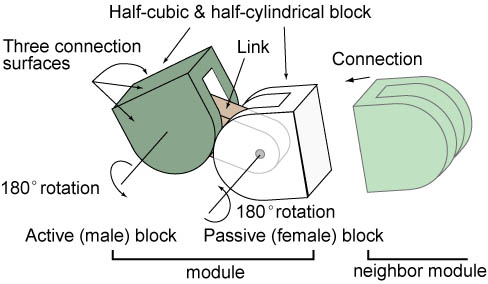 Half-cubic & half-cylindrical block
Three connection
surfaces
Link
Connection
180°rotation
180°rotation
Active (male) block
Passive (female) block
module
neighbor module